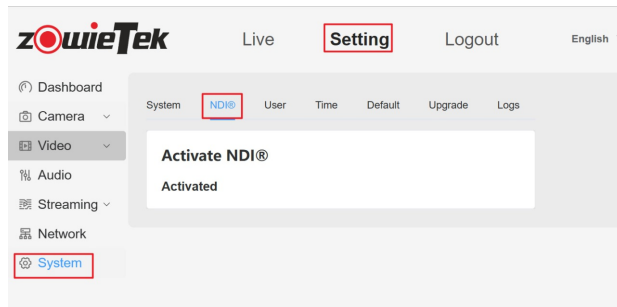 zowieTek Live Setting Logout English
Dashboard
System NDI® User Time Default Upgrade Logs
Camera
Video
Activate NDI®
Audio
Activated
Streaming
Network
System